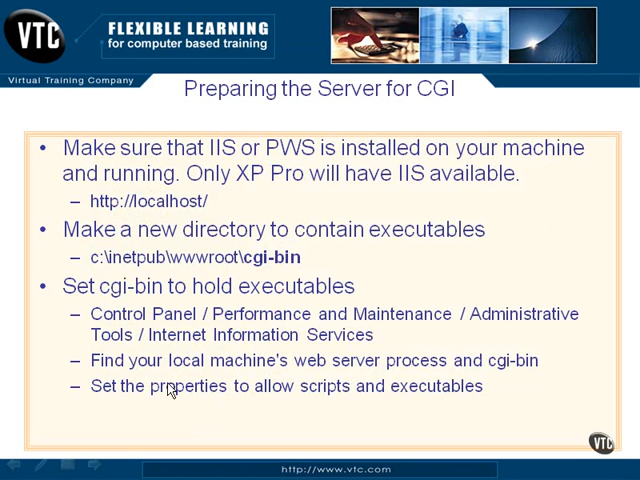 VTC
FLEXIBLE LEARNING
for computer based training
Virtual Training Company
Preparing the Server for CGI
• Make sure that IIS or PWS is installed on your machine
and running. Only XP Pro will have IIS available.
– http://localhost/
• Make a new directory to contain executables
– c:\inetpub\wwwroot\cgi-bin
• Set cgi-bin to hold executables
– Control Panel / Performance and Maintenance / Administrative
Tools / Internet Information Services
– Find your local machine's web server process and cgi-bin
– Set the properties to allow scripts and executables
VTC
http://www.vtc.com